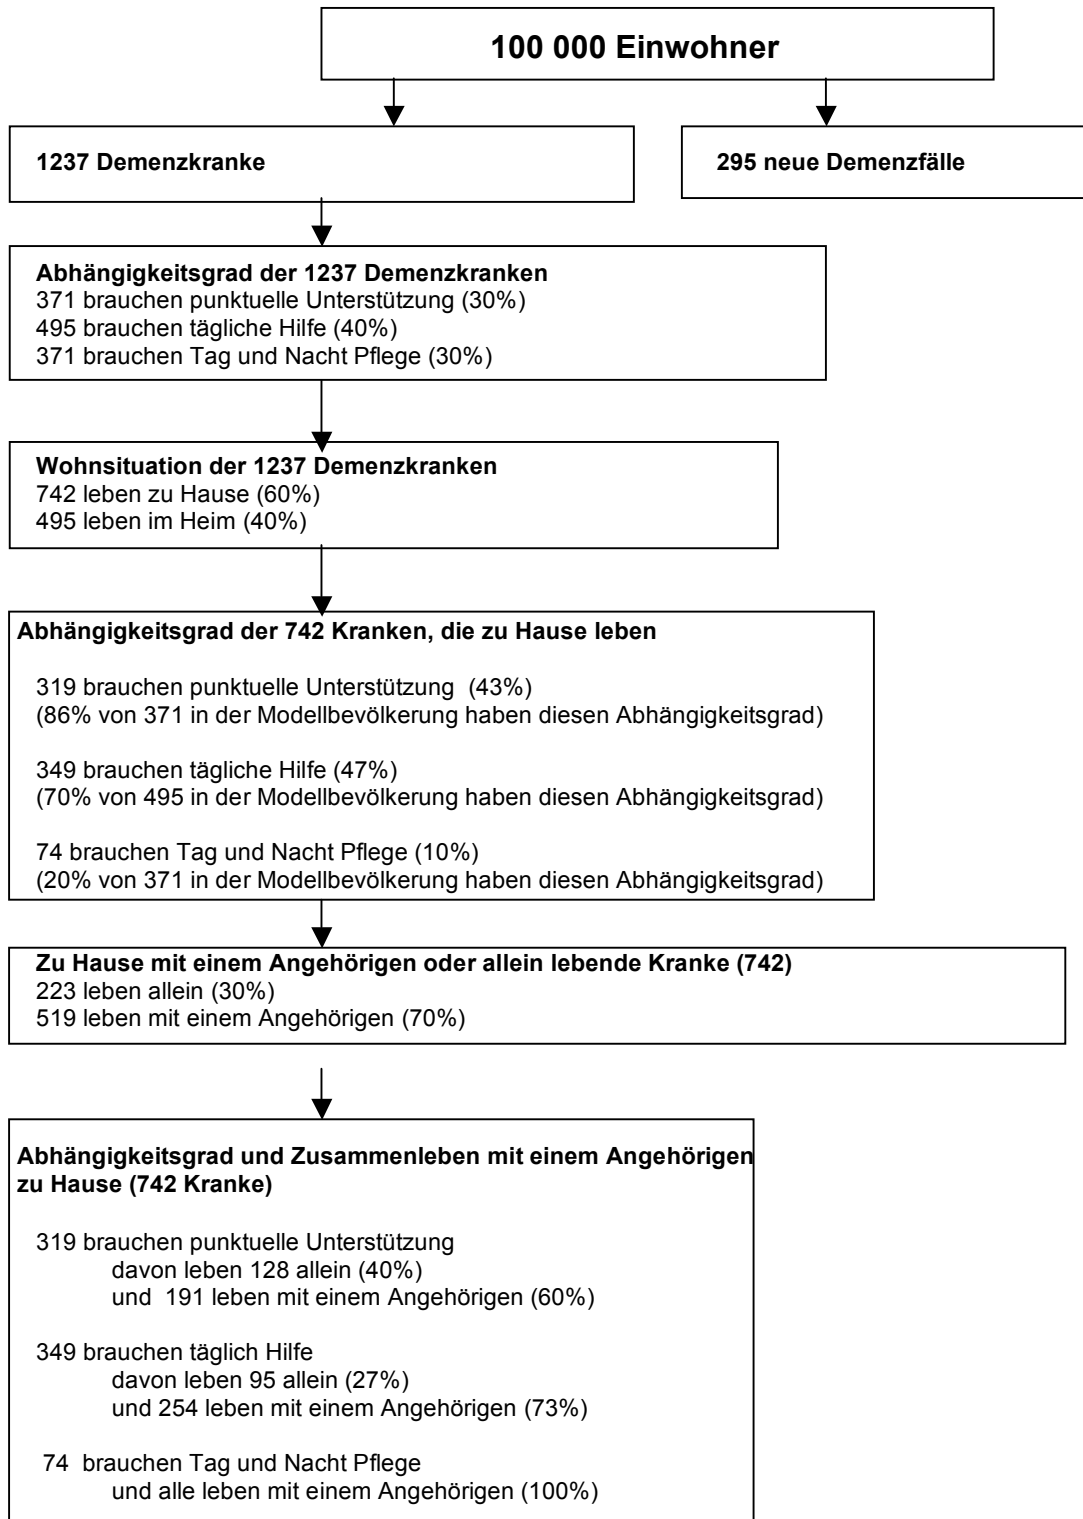 100 000 Einwohner
1237 Demenzkranke
295 neue Demenzfälle
Abhängigkeitsgrad der 1237 Demenzkranken
371 brauchen punktuelle Unterstützung (30%)
495 brauchen tägliche Hilfe (40%)
371 brauchen Tag und Nacht Pflege (30%)
Wohnsituation der 1237 Demenzkranken
742 leben zu Hause (60%)
495 leben im Heim (40%)
Abhängigkeitsgrad der 742 Kranken, die zu Hause leben
319 brauchen punktuelle Unterstützung (43%)
(86% von 371 in der Modellbevölkerung haben diesen Abhängigkeitsgrad)
349 brauchen tägliche Hilfe (47%)
(70% von 495 in der Modellbevölkerung haben diesen Abhängigkeitsgrad)
74 brauchen Tag und Nacht Pflege (10%)
(20% von 371 in der Modellbevölkerung haben diesen Abhängigkeitsgrad)
Zu Hause mit einem Angehörigen oder allein lebende Kranke (742)
223 leben allein (30%)
519 leben mit einem Angehörigen (70%)
Abhängigkeitsgrad und Zusammenleben mit einem Angehörigen
zu Hause (742 Kranke)
319 brauchen punktuelle Unterstützung
davon leben 128 allein (40%)
und 191 leben mit einem Angehörigen (60%)
349 brauchen täglich Hilfe
davon leben 95 allein (27%)
und 254 leben mit einem Angehörigen (73%)
74 brauchen Tag und Nacht Pflege
und alle leben mit einem Angehörigen (100%)